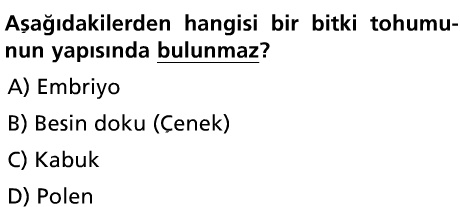 Aşağıdakilerden hangisi bir bitki tohumu-
nun yapısında bulunmaz?
A) Embriyo
B) Besin doku (Çenek)
C) Kabuk
D) Polen